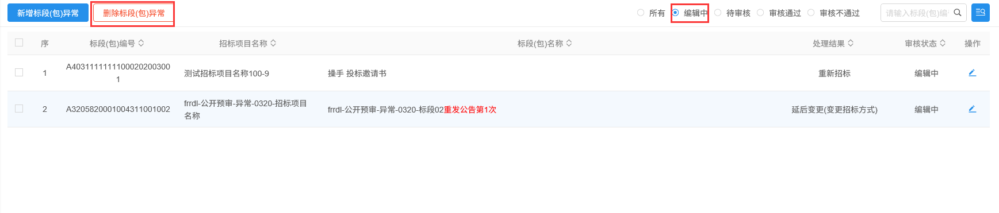 新增标段(包)异常 删除标段(包)异常 所有 编辑中 待审核 审核通过 审核不通过 请输入标段(包)编
序 标段(包)编号 招标项目名称 标段(包)名称 处理结果 审核状态 操作
1 A4031111111100020200300 测试招标项目名称100-9 操手 投标邀请书 重新招标 编辑中
1
2 A3205820001004311001002 frrdl-公开预审-异常-0320-招标项目 frrdl-公开预审-异常-0320-标段02重发公告第1次 延后变更(变更招标方式) 编辑中
名称